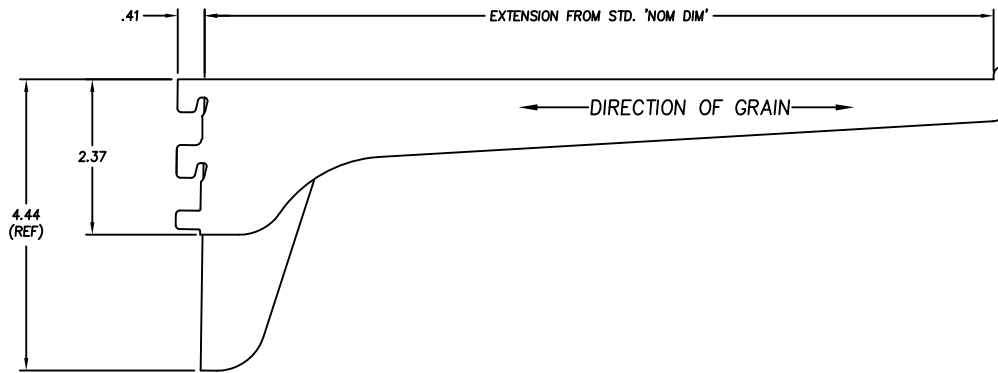 .41
EXTENSION FROM STD. 'NOM DIM'
DIRECTION OF GRAIN
2.37
4.44
(REF)